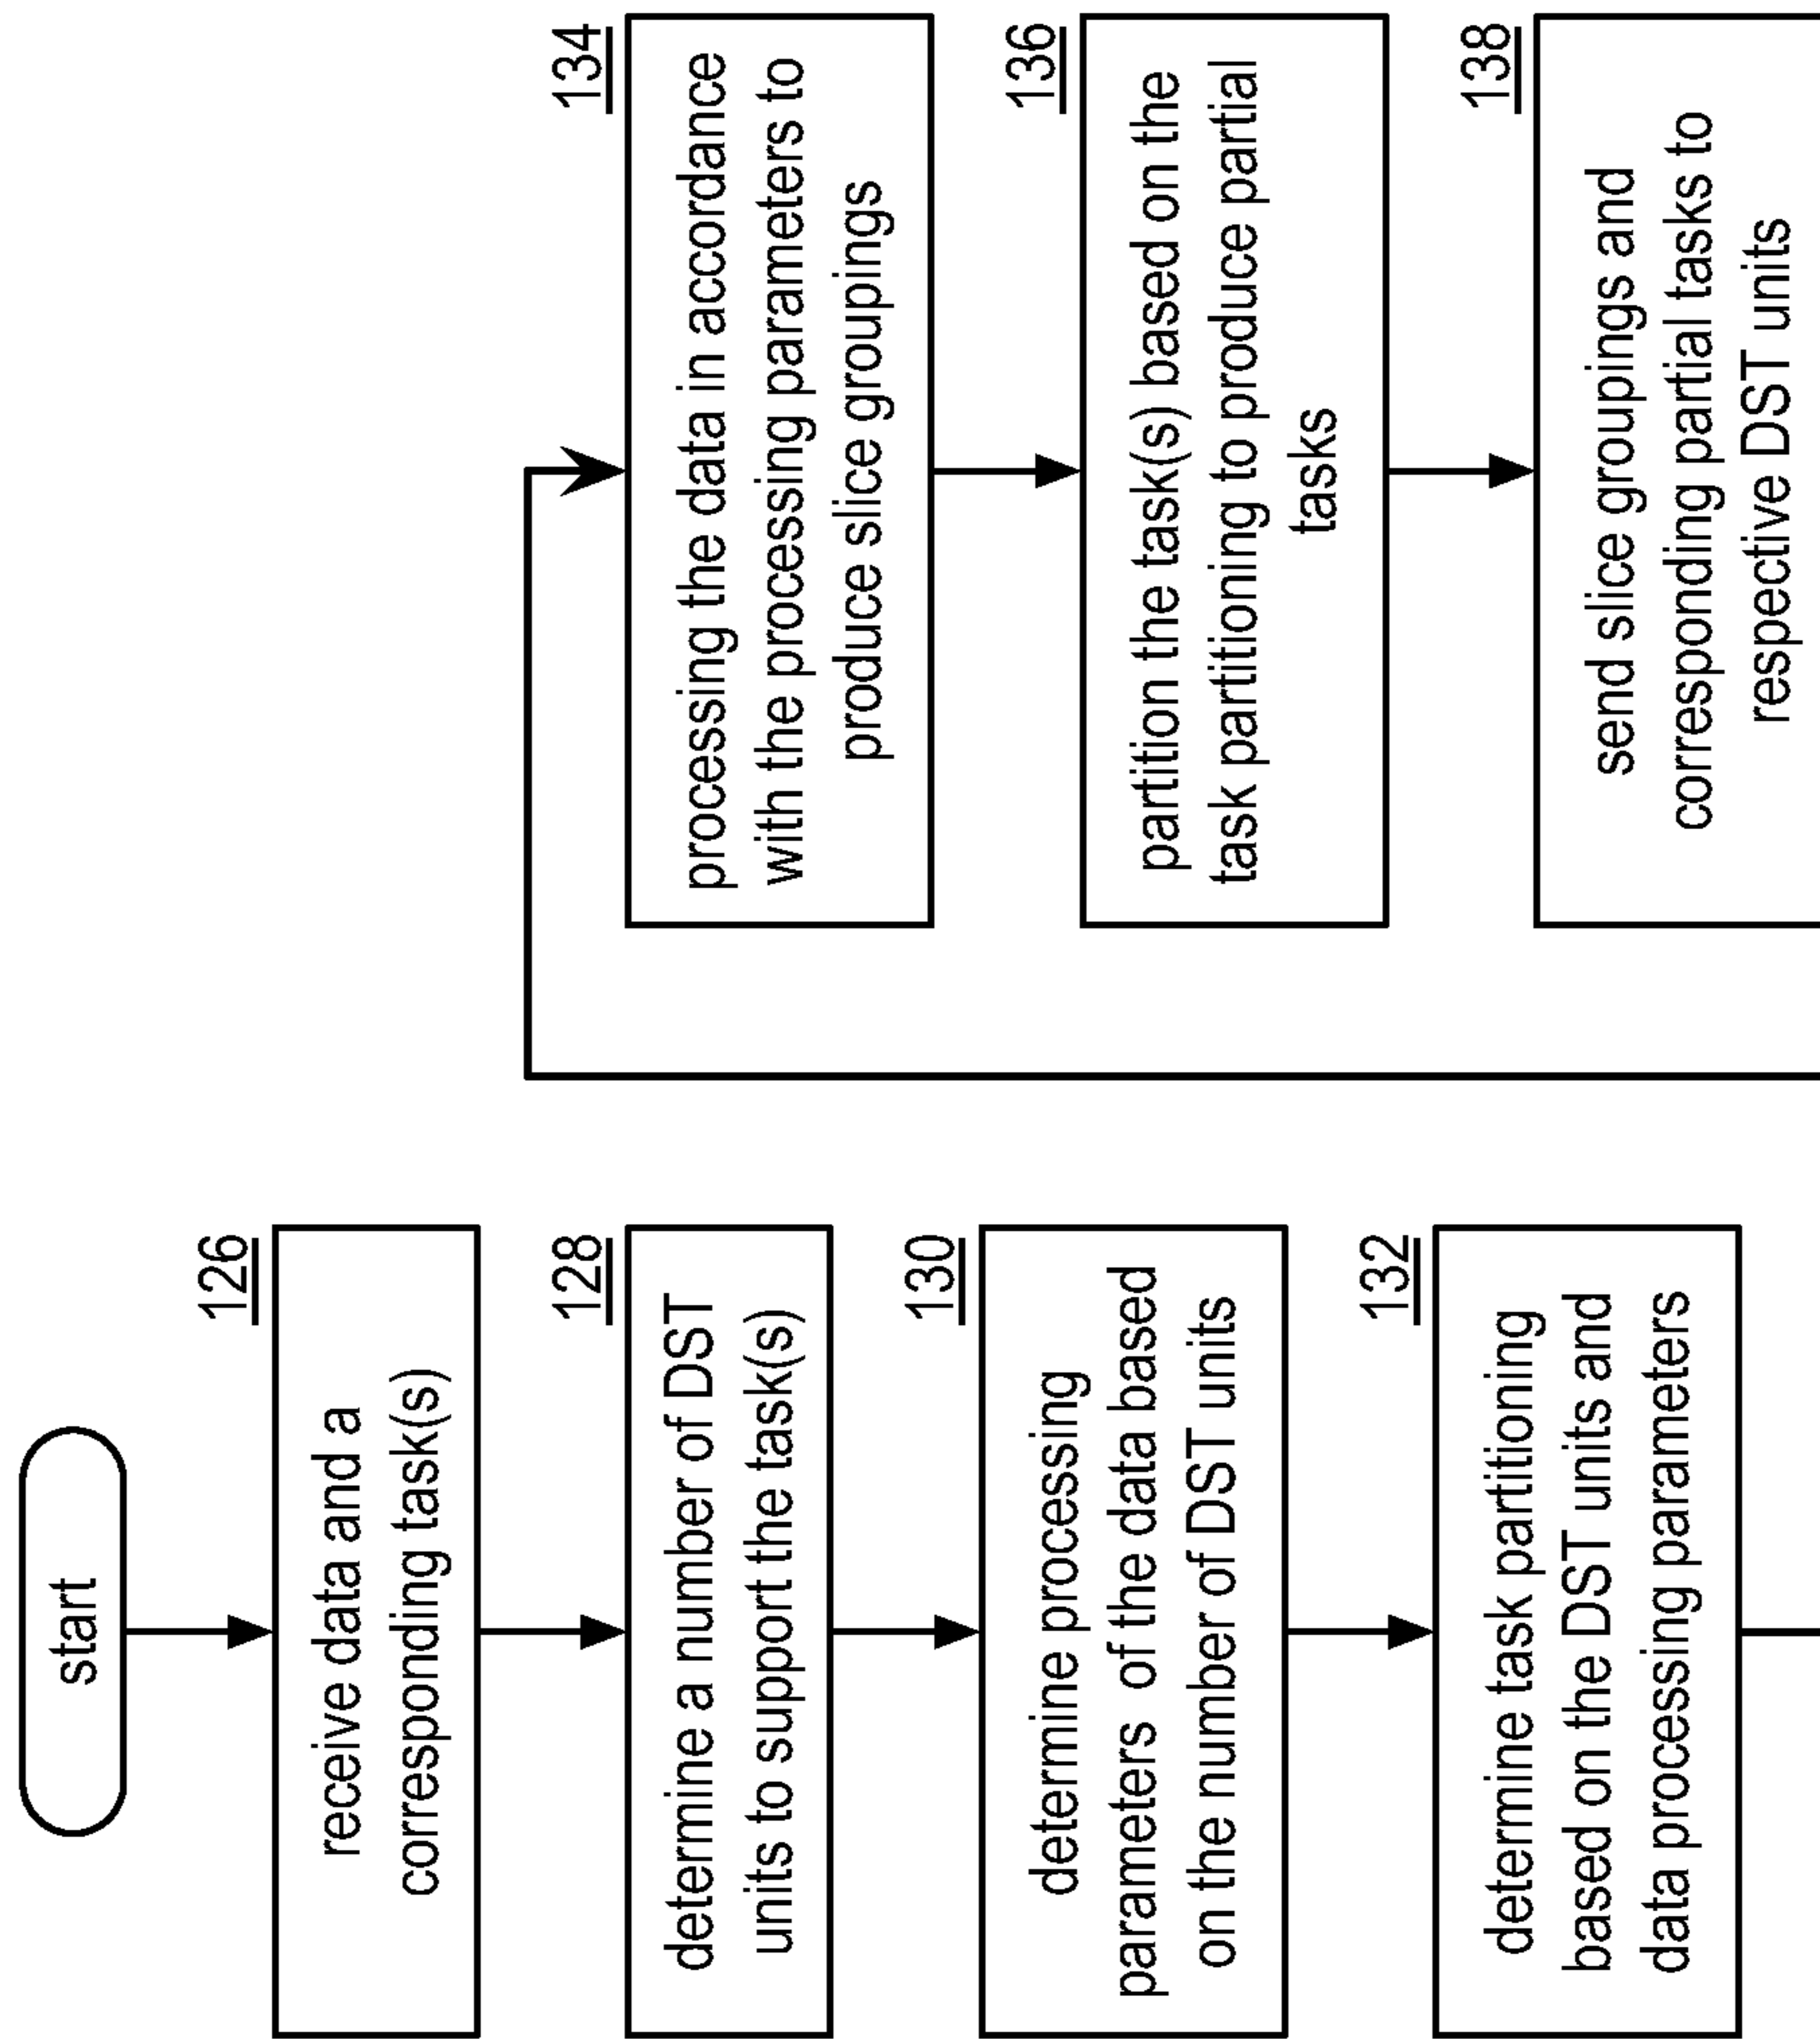 start
126
receive data and a
corresponding task(s)
128
determine a number of DST
units to support the task(s)
130
determine processing
parameters of the data based
on the number of DST units
132
determine task partitioning
based on the DST units and
data processing parameters
134
processing the data in accordance
with the processing parameters to
produce slice groupings
136
partition the task(s) based on the
task partitioning to produce partial
tasks
138
send slice groupings and
corresponding partial tasks to
respective DST units